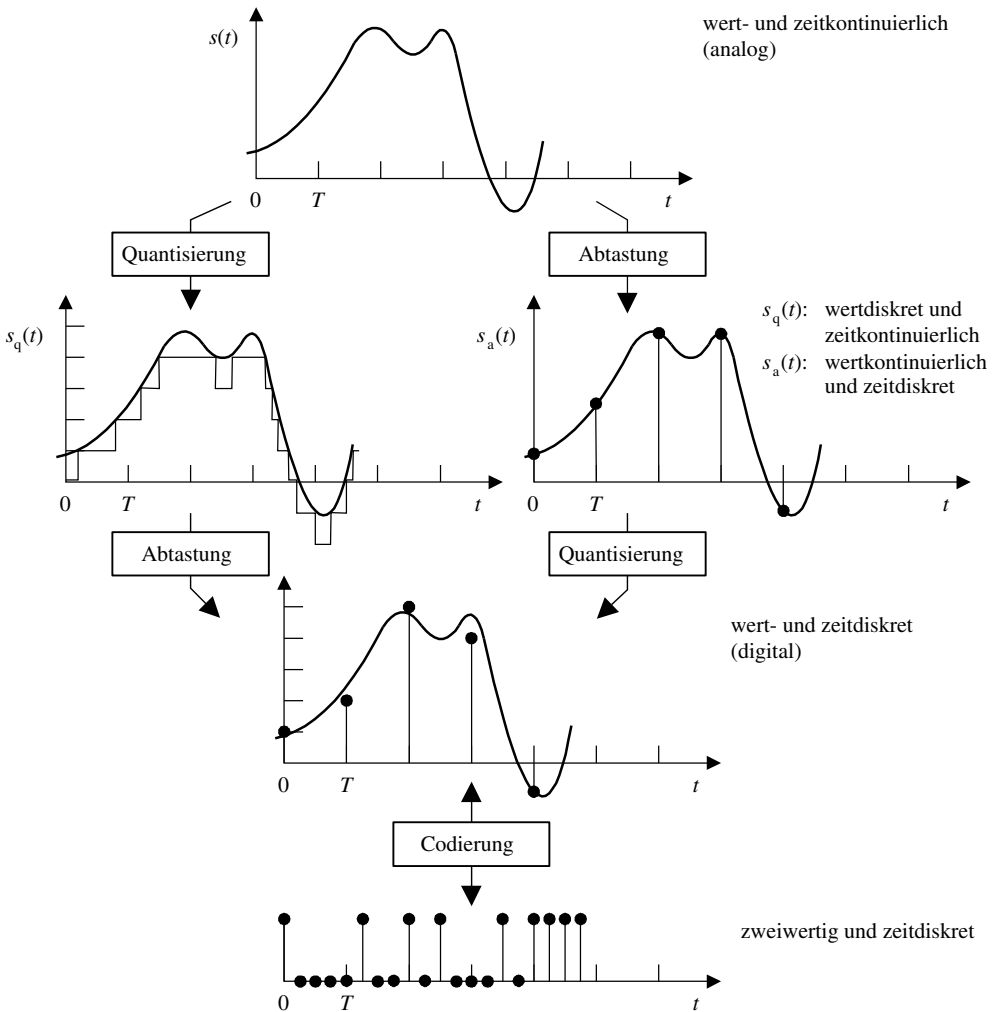 s(t)
wert- und zeitkontinuierlich
(analog)
0 T t
Quantisierung
Abtastung
s_q(t)
0 T t
s_a(t)
0 T t
s_q(t): wertdiskret und
zeitkontinuierlich
s_a(t): wertkontinuierlich
und zeitdiskret
Abtastung
Quantisierung
wert- und zeitdiskret
(digital)
0 T t
Codierung
zweiwertig und zeitdiskret
0 T t